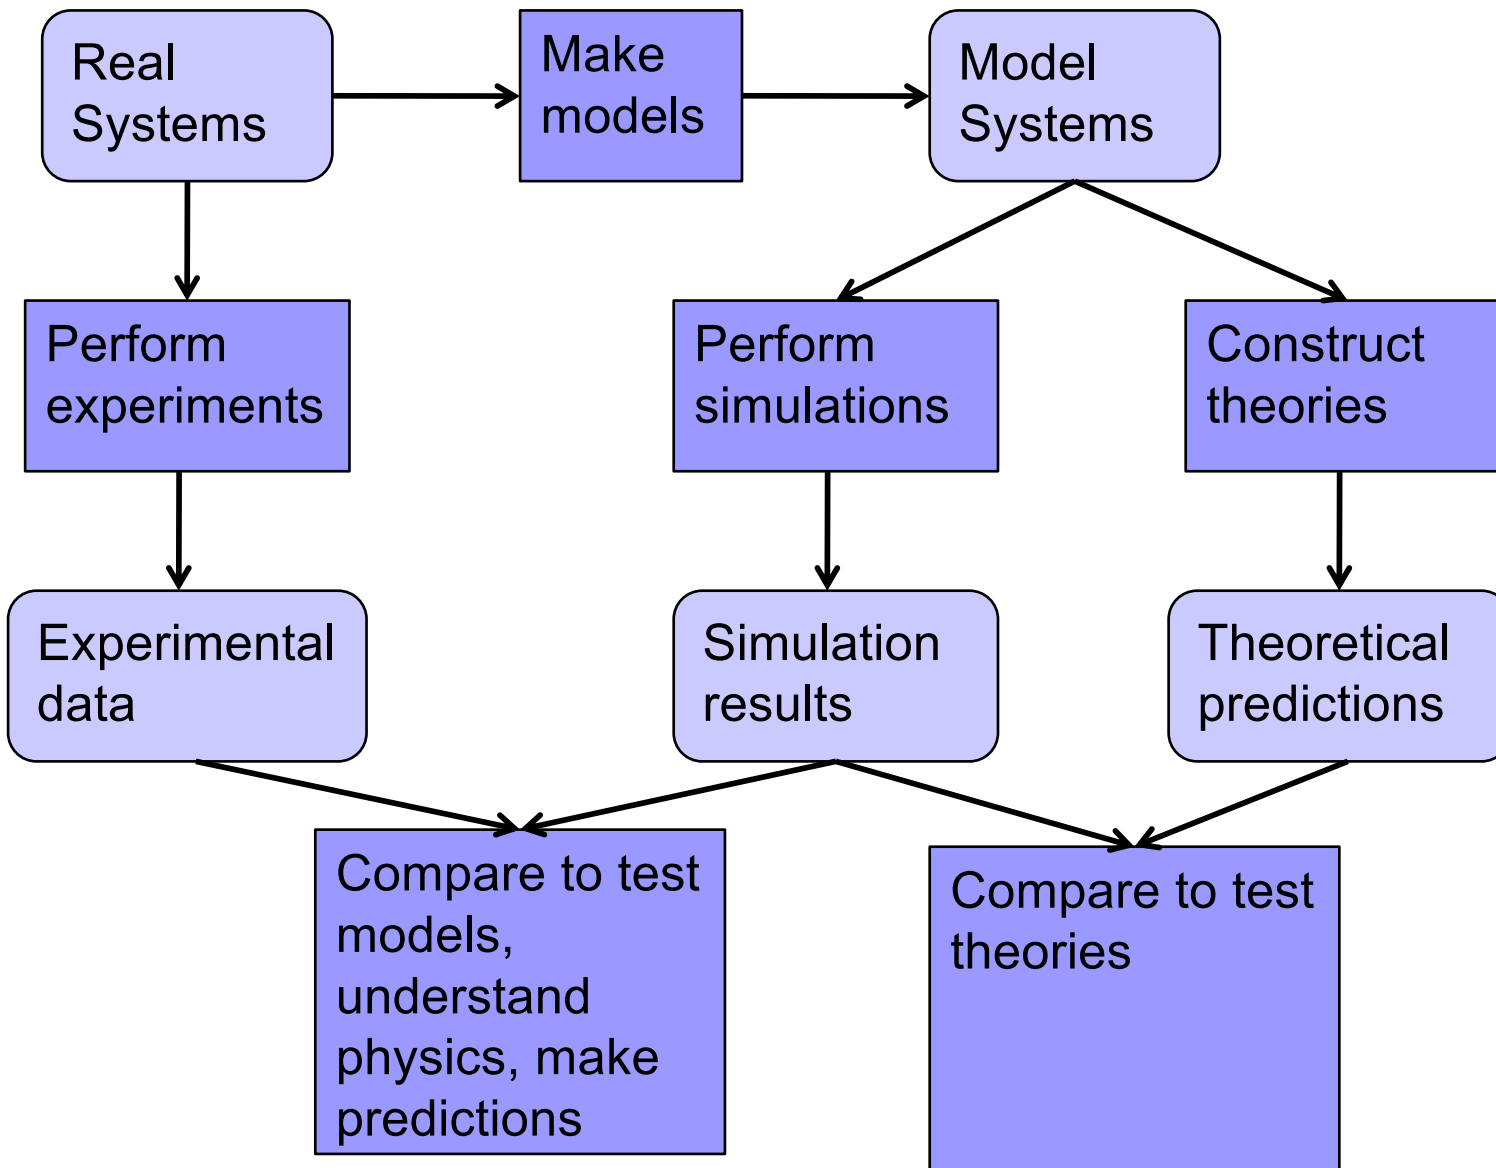 Real
Systems
Make
models
Model
Systems
Perform
experiments
Perform
simulations
Construct
theories
Experimental
data
Simulation
results
Theoretical
predictions
Compare to test
models,
understand
physics, make
predictions
Compare to test
theories